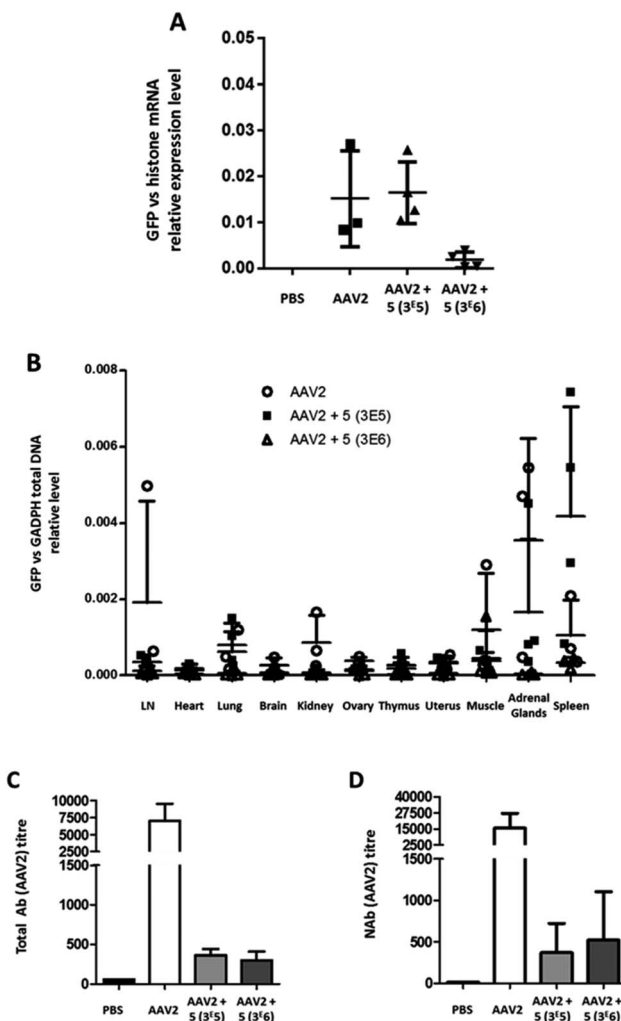 A
GFP vs histone mRNA
relative expression level
0.05
0.04
0.03
0.02
0.01
0.00
PBS
AAV2
AAV2 +
5 (3ᴱ5)
AAV2 +
5 (3ᴱ6)
B
GFP vs GADPH total DNA
relative level
0.008
0.006
0.004
0.002
0.000
AAV2
AAV2 + 5 (3E5)
AAV2 + 5 (3E6)
LN
Heart
Lung
Brain
Kidney
Ovary
Thymus
Uterus
Muscle
Adrenal
Glands
Spleen
C
Total Ab (AAV2) titre
10000
7500
5000
2500
1500
1000
500
0
PBS
AAV2
AAV2 +
5 (3ᴱ5)
AAV2 +
5 (3ᴱ6)
D
NAb (AAV2) titre
40000
27500
15000
2500
1500
1000
500
0
PBS
AAV2
AAV2 +
5 (3ᴱ5)
AAV2 +
5 (3ᴱ6)